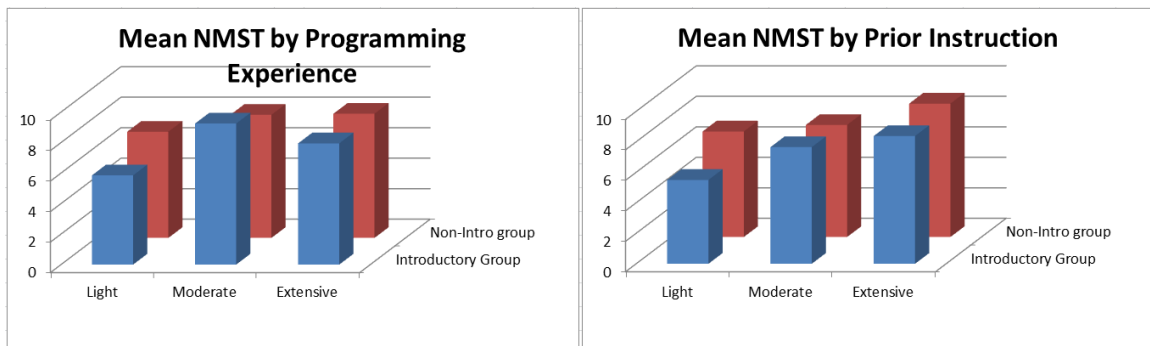 Mean NMST by Programming
Experience
10
8
6
4
2
0
Light
Moderate
Extensive
Non-Intro group
Introductory Group
Mean NMST by Prior Instruction
10
8
6
4
2
0
Light
Moderate
Extensive
Non-Intro group
Introductory Group